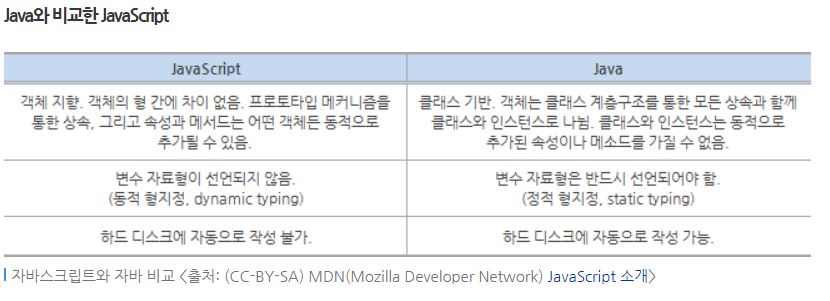 Java와 비교한 JavaScript
JavaScript
Java
객체 지향. 객체의 형 간에 차이 없음. 프로토타입 메커니즘을
통한 상속, 그리고 속성과 메서드는 어떤 객체든 동적으로
추가될 수 있음.
클래스 기반. 객체는 클래스 계층구조를 통한 모든 상속과 함께
클래스와 인스턴스로 나뉨. 클래스와 인스턴스는 동적으로
추가된 속성이나 메소드를 가질 수 없음.
변수 자료형이 선언되지 않음.
(동적 형지정, dynamic typing)
변수 자료형은 반드시 선언되어야 함.
(정적 형지정, static typing)
하드 디스크에 자동으로 작성 불가.
하드 디스크에 자동으로 작성 가능.
자바스크립트와 자바 비교 <출처: (CC-BY-SA) MDN(Mozilla Developer Network) JavaScript 소개>